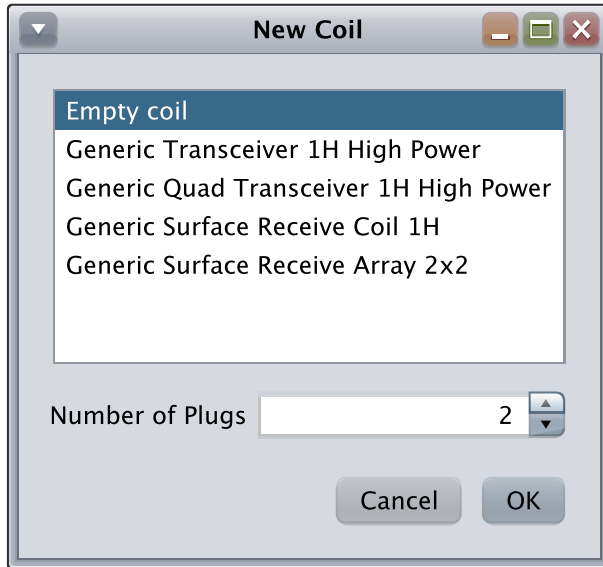 New Coil
Empty coil
Generic Transceiver 1H High Power
Generic Quad Transceiver 1H High Power
Generic Surface Receive Coil 1H
Generic Surface Receive Array 2x2
Number of Plugs 2
Cancel OK